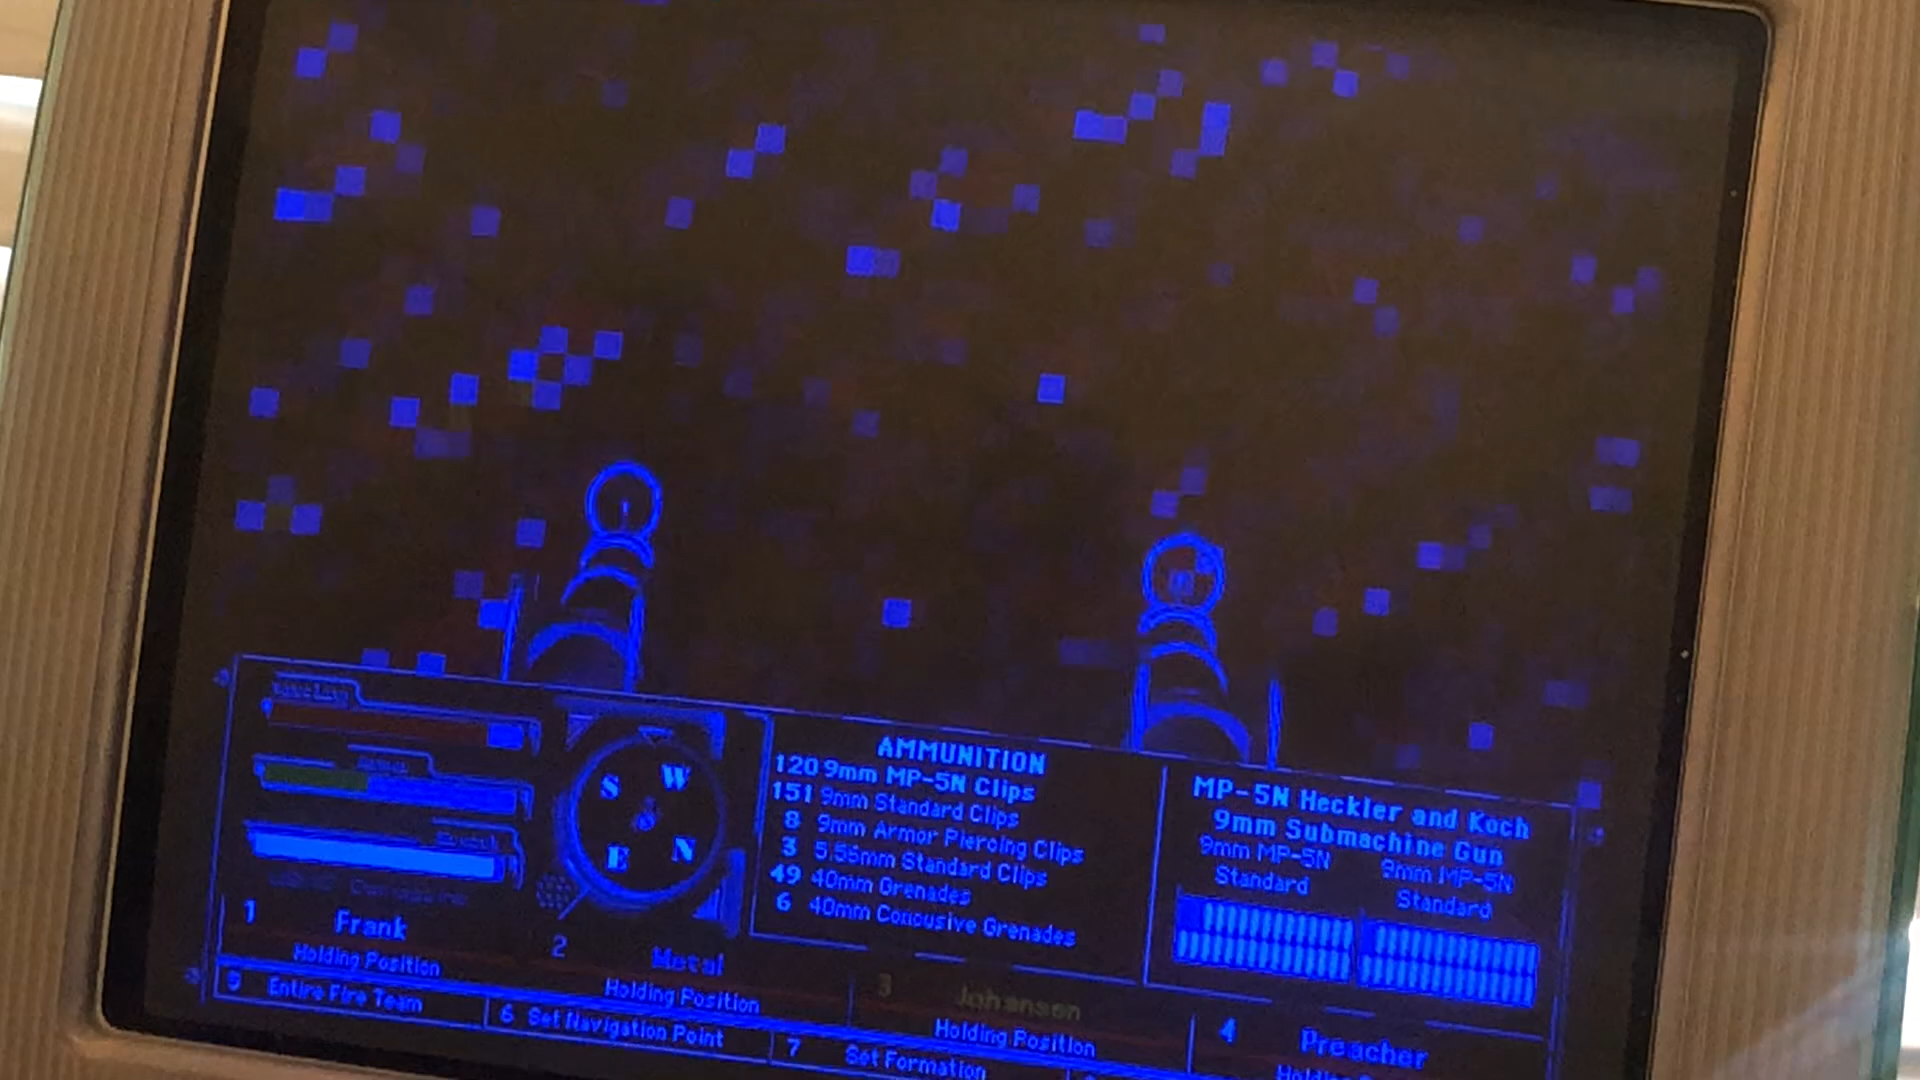 AMMUNITION
120 9mm MP-5N Clips
151 9mm Standard Clips
8 9mm Armor Piercing Clips
3 5.56mm Standard Clips
49 40mm Grenades
6 40mm Concusive Grenades
MP-5N Heckler and Koch
9mm Submachine Gun
9mm MP-5N
Standard
9mm MP-5N
Standard
S
W
E
N
1 Frank
Holding Position
2 Metal
Holding Position
3 Johansen
Holding Position
4 Preacher
5 Entire Fire Team
6 Set Navigation Point
7 Set Formation